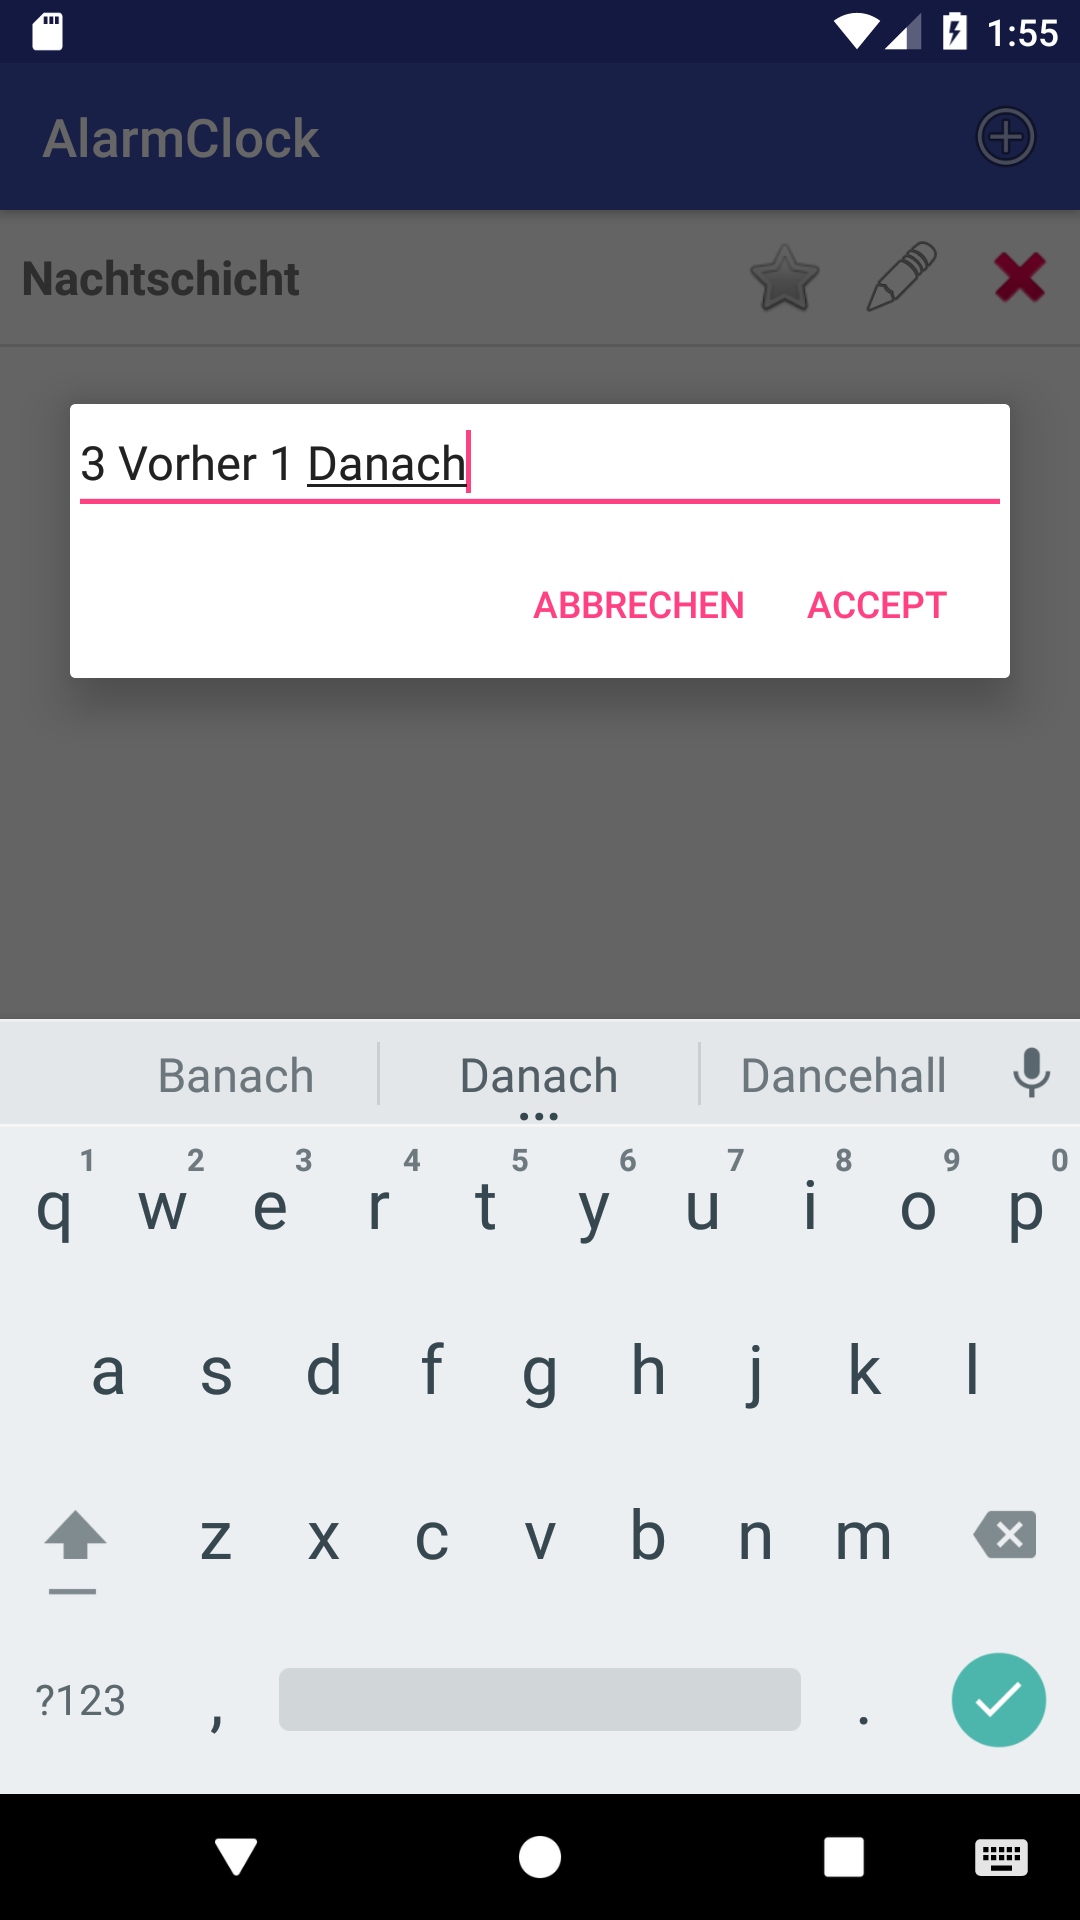 1:55
AlarmClock
Nachtschicht
3 Vorher 1 Danach
ABBRECHEN ACCEPT
Banach Danach Dancehall
1 2 3 4 5 6 7 8 9 0
q w e r t y u i o p
a s d f g h j k l
z x c v b n m
?123 , .